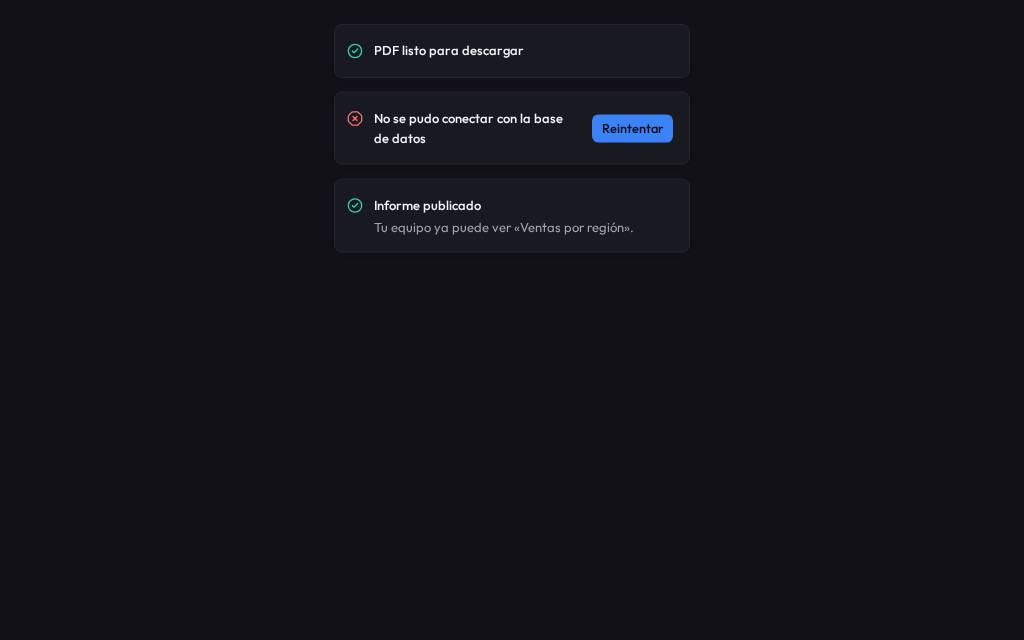 PDF listo para descargar
No se pudo conectar con la base
de datos
Reintentar
Informe publicado
Tu equipo ya puede ver «Ventas por región».